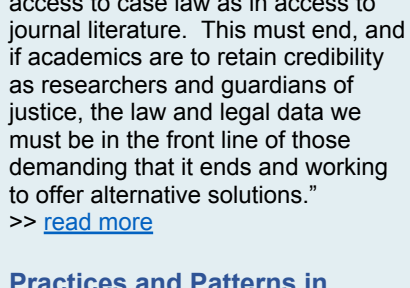 access to case law as in access to
journal literature.  This must end, and
if academics are to retain credibility
as researchers and guardians of
justice, the law and legal data we
must be in the front line of those
demanding that it ends and working
to offer alternative solutions.”
>> read more
Practices and Patterns in